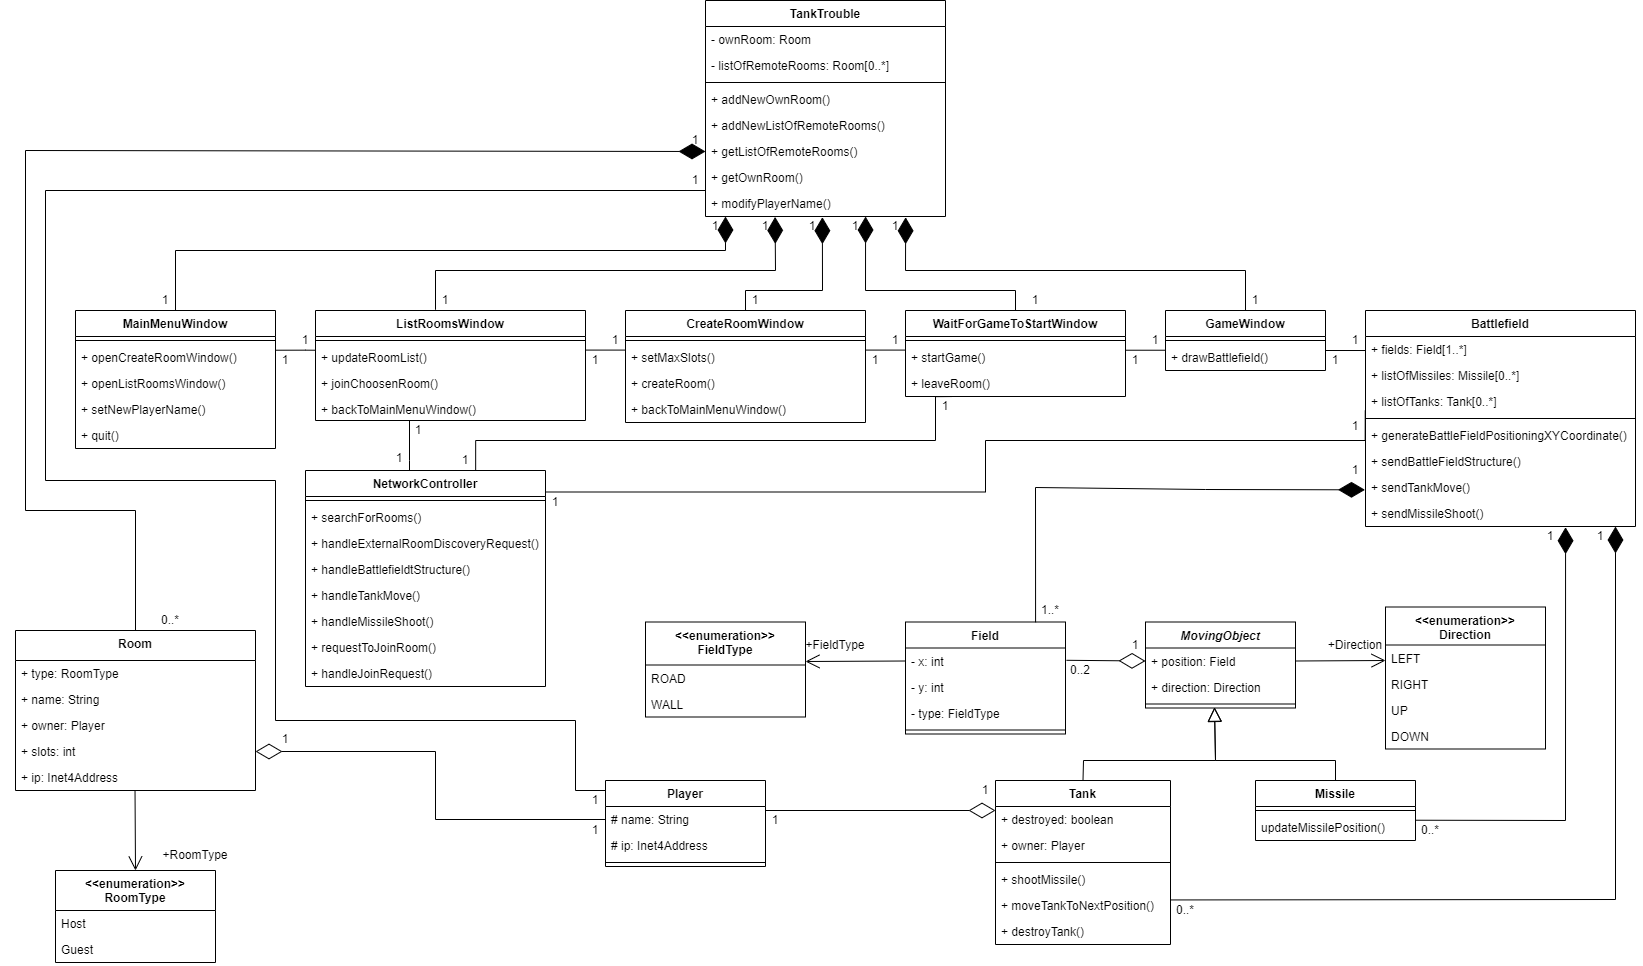 TankTrouble
- ownRoom: Room
- listOfRemoteRooms: Room[0..*]
+ addNewOwnRoom()
+ addNewListOfRemoteRooms()
+ getListOfRemoteRooms()
+ getOwnRoom()
+ modifyPlayerName()
1
1
1
1
1
1
1
1
1
1
1
1
MainMenuWindow
+ openCreateRoomWindow()
+ openListRoomsWindow()
+ setNewPlayerName()
+ quit()
1
1
ListRoomsWindow
+ updateRoomList()
+ joinChoosenRoom()
+ backToMainMenuWindow()
1
1
CreateRoomWindow
+ setMaxSlots()
+ createRoom()
+ backToMainMenuWindow()
1
1
WaitForGameToStartWindow
+ startGame()
+ leaveRoom()
1
1
GameWindow
+ drawBattlefield()
1
1
Battlefield
+ fields: Field[1..*]
+ listOfMissiles: Missile[0..*]
+ listOfTanks: Tank[0..*]
+ generateBattleFieldPositioningXYCoordinate()
+ sendBattleFieldStructure()
+ sendTankMove()
+ sendMissileShoot()
1
1
1
1
1
1
1
1
1
NetworkController
+ searchForRooms()
+ handleExternalRoomDiscoveryRequest()
+ handleBattlefieldtStructure()
+ handleTankMove()
+ handleMissileShoot()
+ requestToJoinRoom()
+ handleJoinRequest()
0..*
Room
+ type: RoomType
+ name: String
+ owner: Player
+ slots: int
+ ip: Inet4Address
1
+RoomType
<<enumeration>>
RoomType
Host
Guest
<<enumeration>>
FieldType
ROAD
WALL
+FieldType
1..*
Field
- x: int
- y: int
- type: FieldType
0..2
1
MovingObject
+ position: Field
+ direction: Direction
+Direction
<<enumeration>>
Direction
LEFT
RIGHT
UP
DOWN
1
1
Player
# name: String
# ip: Inet4Address
1
1
Tank
+ destroyed: boolean
+ owner: Player
+ shootMissile()
+ moveTankToNextPosition()
+ destroyTank()
0..*
Missile
updateMissilePosition()
0..*